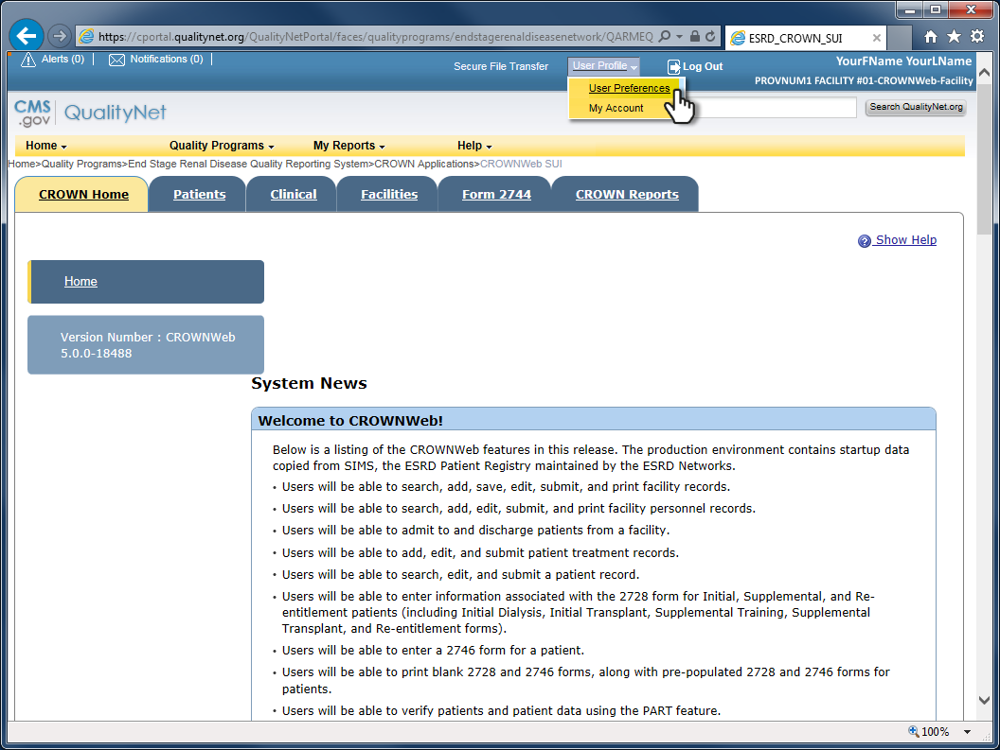 https://cportal.qualitynet.org/QualityNetPortal/faces/qualityprograms/endstagerenaldiseasenetwork/QARMEQ
ESRD_CROWN_SUI
Alerts (0)
Notifications (0)
Secure File Transfer
User Profile
Log Out
YourFName YourLName
PROVNUM1 FACILITY #01-CROWNWeb-Facility
User Preferences
My Account
CMS
.gov
QualityNet
Search QualityNet.org
Home
Quality Programs
My Reports
Help
Home>Quality Programs>End Stage Renal Disease Quality Reporting System>CROWN Applications>CROWNWeb SUI
CROWN Home
Patients
Clinical
Facilities
Form 2744
CROWN Reports
? Show Help
Home
Version Number : CROWNWeb
5.0.0-18488
System News
Welcome to CROWNWeb!
Below is a listing of the CROWNWeb features in this release. The production environment contains startup data
copied from SIMS, the ESRD Patient Registry maintained by the ESRD Networks.
• Users will be able to search, add, save, edit, submit, and print facility records.
• Users will be able to search, add, edit, submit, and print facility personnel records.
• Users will be able to admit to and discharge patients from a facility.
• Users will be able to add, edit, and submit patient treatment records.
• Users will be able to search, edit, and submit a patient record.
• Users will be able to enter information associated with the 2728 form for Initial, Supplemental, and Re-
entitlement patients (including Initial Dialysis, Initial Transplant, Supplemental Training, Supplemental
Transplant, and Re-entitlement forms).
• Users will be able to enter a 2746 form for a patient.
• Users will be able to print blank 2728 and 2746 forms, along with pre-populated 2728 and 2746 forms for
patients.
• Users will be able to verify patients and patient data using the PART feature.
100%